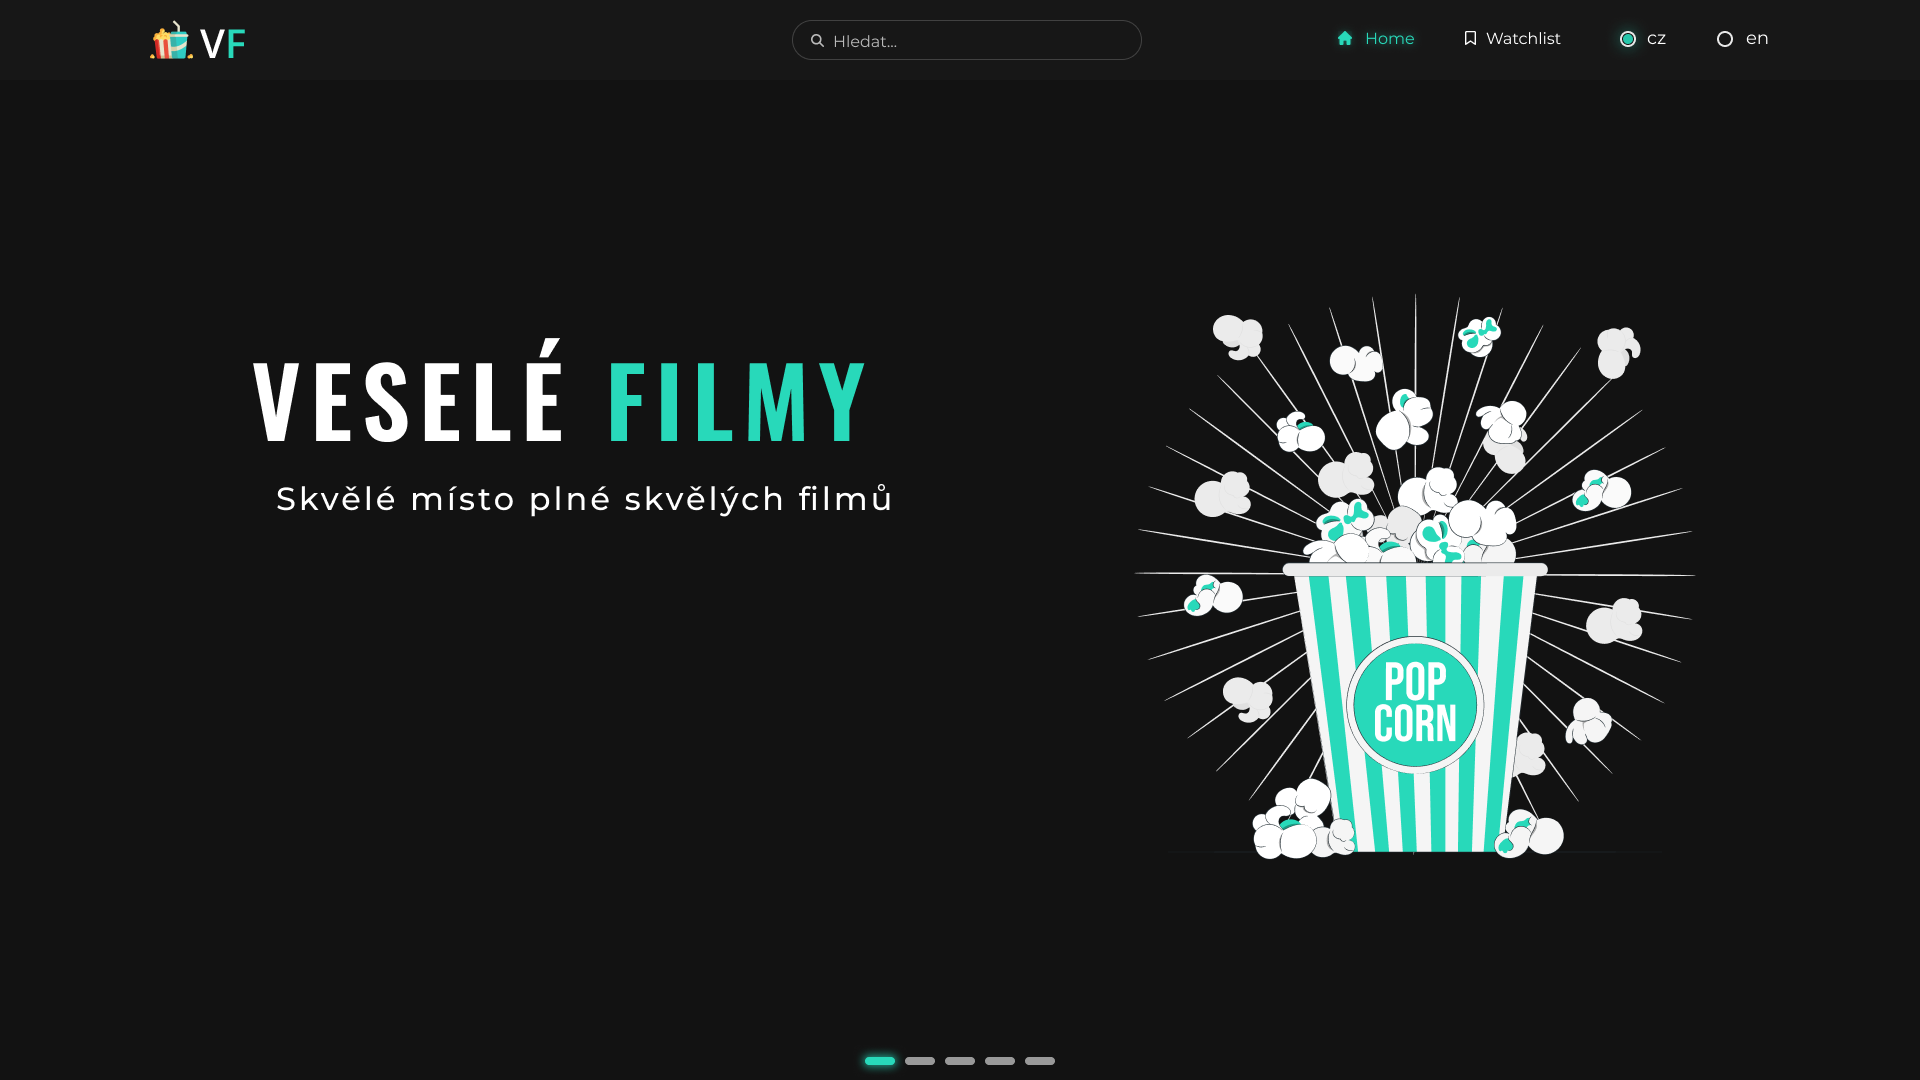 VF
Hledat...
Home
Watchlist
cz
en
VESELÉ FILMY
Skvělé místo plné skvělých filmů
POP
CORN